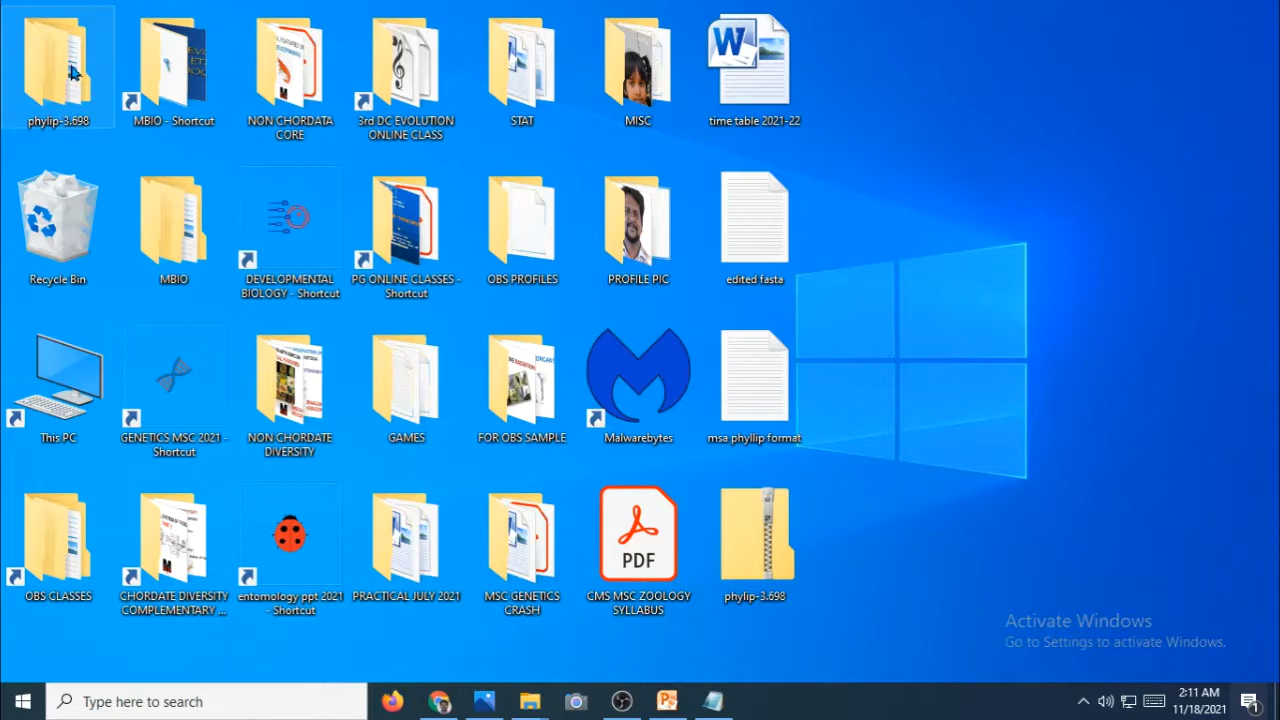 phylip-3.698
MBIO - Shortcut
NON CHORDATA
CORE
3rd DC EVOLUTION
ONLINE CLASS
STAT
MISC
time table 2021-22
Recycle Bin
MBIO
DEVELOPMENTAL
BIOLOGY - Shortcut
PG ONLINE CLASSES -
Shortcut
OBS PROFILES
PROFILE PIC
edited fasta
This PC
GENETICS MSC 2021 -
Shortcut
NON CHORDATE
DIVERSITY
GAMES
FOR OBS SAMPLE
Malwarebytes
msa phyllip format
OBS CLASSES
CHORDATE DIVERSITY
COMPLEMENTARY ...
entomology ppt 2021
- Shortcut
PRACTICAL JULY 2021
MSC GENETICS
CRASH
PDF
CMS MSC ZOOLOGY
SYLLABUS
phylip-3.698
Activate Windows
Go to Settings to activate Windows.
Type here to search
2:11 AM
11/18/2021
1